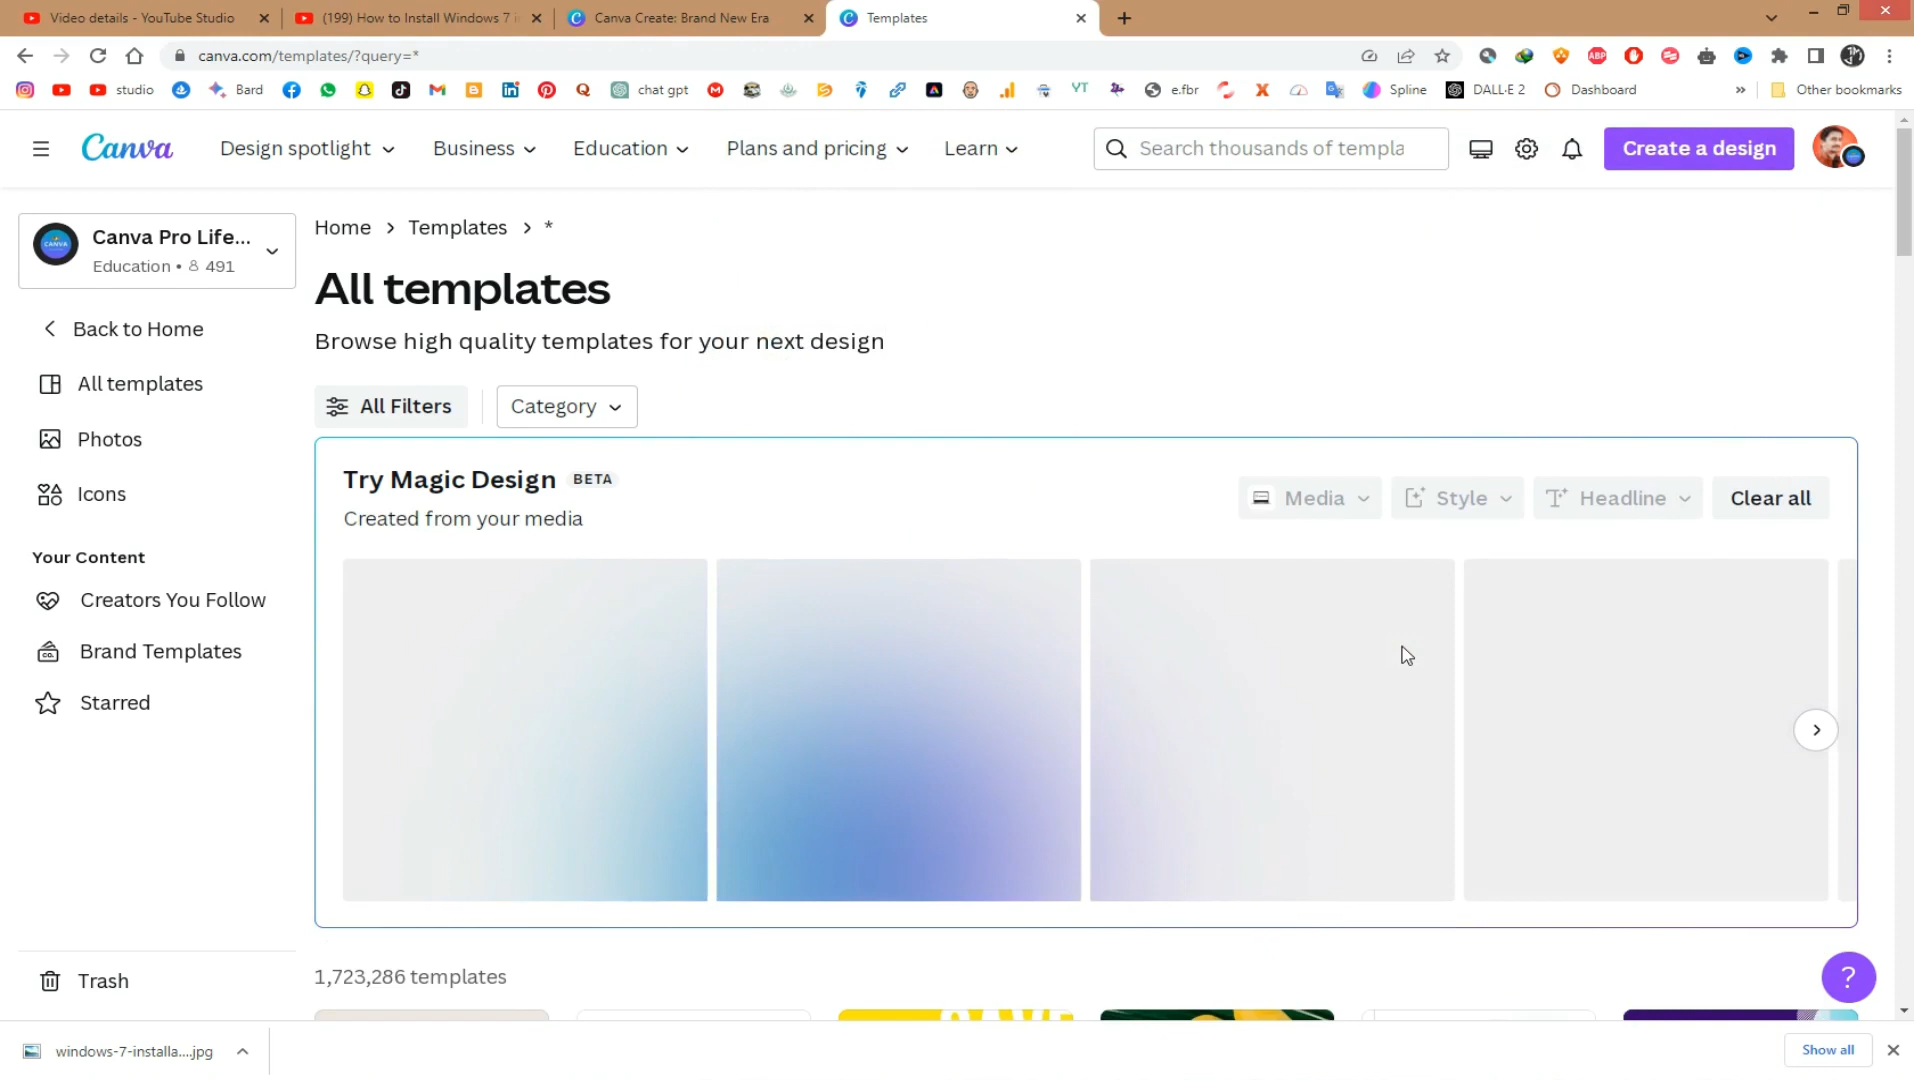 Video details - YouTube Studio
(199) How to Install Windows 7 i
Canva Create: Brand New Era
Templates
canva.com/templates/?query=*
studio
Bard
chat gpt
YT
e.fbr
Spline
DALL·E 2
Dashboard
»
Other bookmarks
Canva
Design spotlight
Business
Education
Plans and pricing
Learn
Search thousands of templa
Create a design
CANVA
Canva Pro Life...
Education • 491
Home > Templates > *
All templates
Browse high quality templates for your next design
Back to Home
All templates
Photos
Icons
Your Content
Creators You Follow
Brand Templates
Starred
Trash
All Filters
Category
Try Magic Design BETA
Created from your media
Media
Style
Headline
Clear all
1,723,286 templates
?
windows-7-installa....jpg
Show all